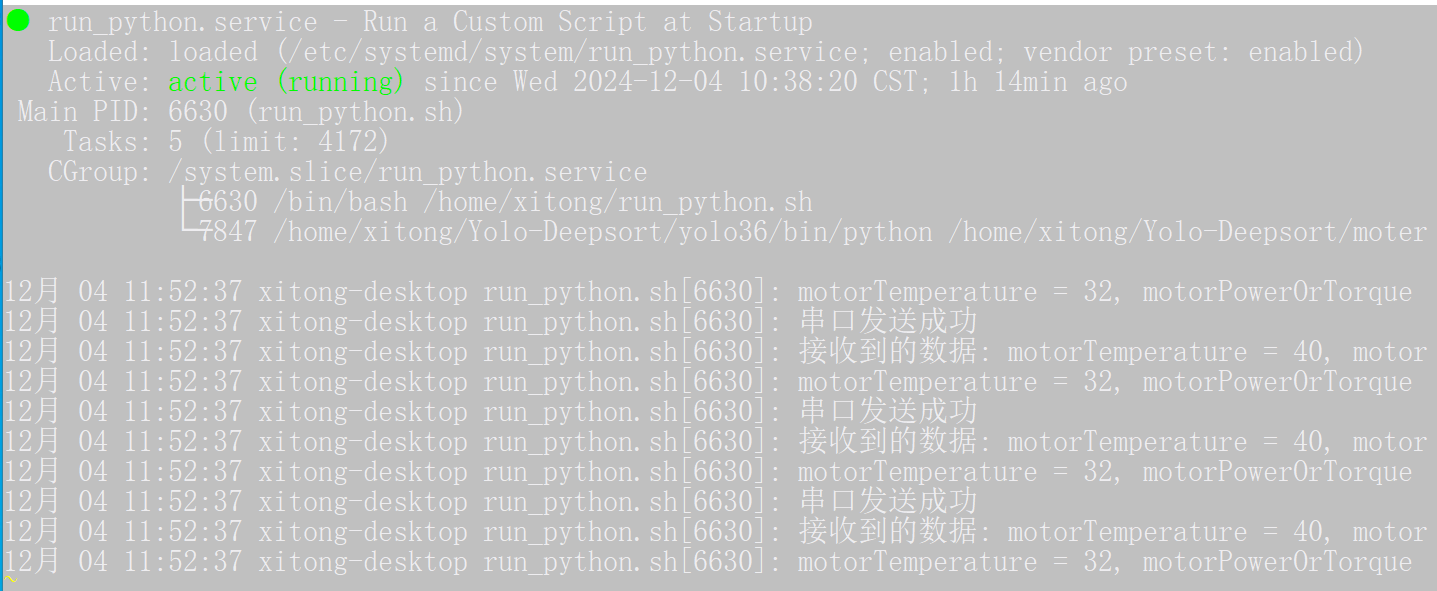 ● run_python.service - Run a Custom Script at Startup
Loaded: loaded (/etc/systemd/system/run_python.service; enabled; vendor preset: enabled)
Active: active (running) since Wed 2024-12-04 10:38:20 CST; 1h 14min ago
Main PID: 6630 (run_python.sh)
Tasks: 5 (limit: 4172)
CGroup: /system.slice/run_python.service
├─6630 /bin/bash /home/xitong/run_python.sh
└─7847 /home/xitong/Yolo-Deepsort/yolo36/bin/python /home/xitong/Yolo-Deepsort/moter
12月 04 11:52:37 xitong-desktop run_python.sh[6630]: motorTemperature = 32, motorPowerOrTorque
12月 04 11:52:37 xitong-desktop run_python.sh[6630]: 串口发送成功
12月 04 11:52:37 xitong-desktop run_python.sh[6630]: 接收到的数据: motorTemperature = 40, motor
12月 04 11:52:37 xitong-desktop run_python.sh[6630]: motorTemperature = 32, motorPowerOrTorque
12月 04 11:52:37 xitong-desktop run_python.sh[6630]: 串口发送成功
12月 04 11:52:37 xitong-desktop run_python.sh[6630]: 接收到的数据: motorTemperature = 40, motor
12月 04 11:52:37 xitong-desktop run_python.sh[6630]: motorTemperature = 32, motorPowerOrTorque
12月 04 11:52:37 xitong-desktop run_python.sh[6630]: 串口发送成功
12月 04 11:52:37 xitong-desktop run_python.sh[6630]: 接收到的数据: motorTemperature = 40, motor
12月 04 11:52:37 xitong-desktop run_python.sh[6630]: motorTemperature = 32, motorPowerOrTorque
~